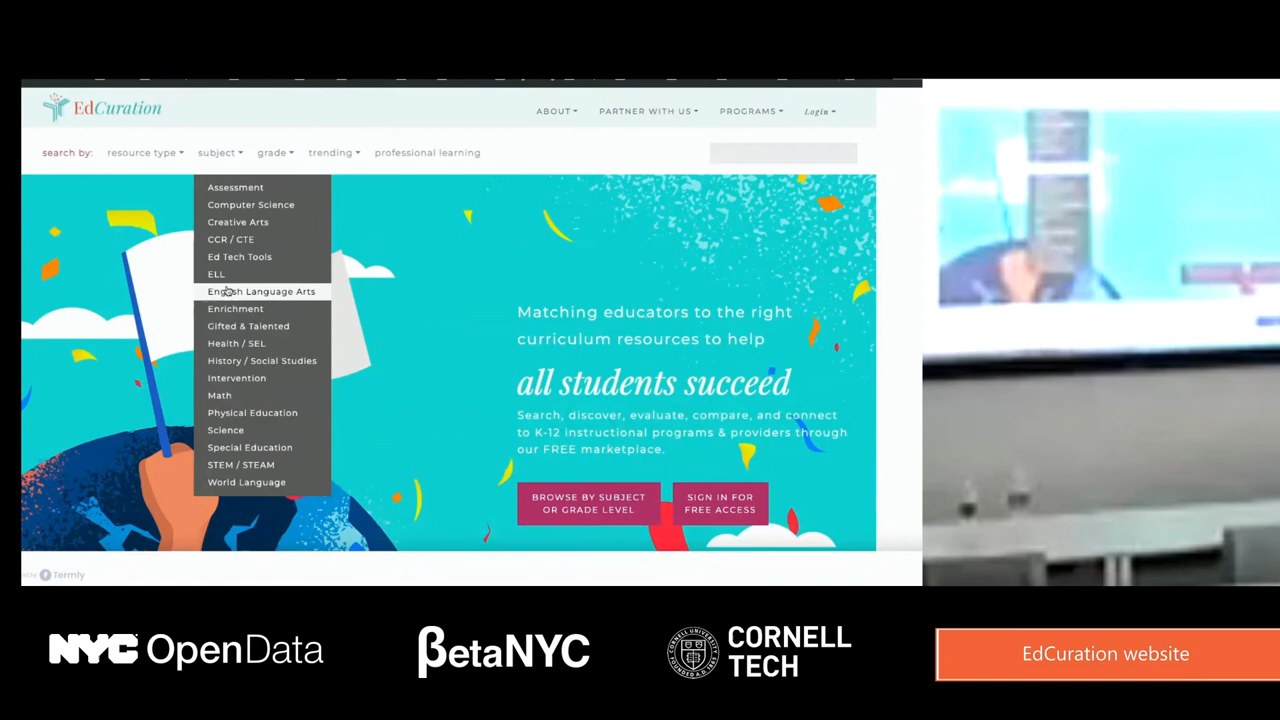 EdCuration
ABOUT
PARTNER WITH US
PROGRAMS
Login
search by:
resource type
subject
grade
trending
professional learning
Assessment
Computer Science
Creative Arts
CCR / CTE
Ed Tech Tools
ELL
English Language Arts
Enrichment
Gifted & Talented
Health / SEL
History / Social Studies
Intervention
Math
Physical Education
Science
Special Education
STEM / STEAM
World Language
Matching educators to the right
curriculum resources to help
all students succeed
Search, discover, evaluate, compare, and connect
to K-12 instructional programs & providers through
our FREE marketplace.
BROWSE BY SUBJECT
OR GRADE LEVEL
SIGN IN FOR
FREE ACCESS
Termly
NYC OpenData
βetaNYC
CORNELL
TECH
EdCuration website